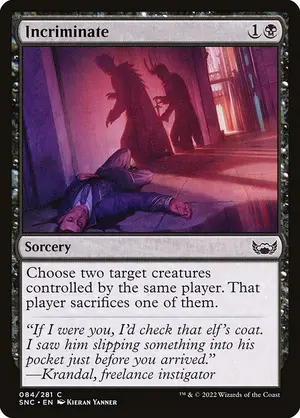 Incriminate 1
Sorcery
Choose two target creatures
controlled by the same player. That
player sacrifices one of them.
"If I were you, I'd check that elf's coat.
I saw him slipping something into his
pocket just before you arrived."
—Krandal, freelance instigator
084/281 C
SNC • EN KIERAN YANNER
™ & © 2022 Wizards of the Coast